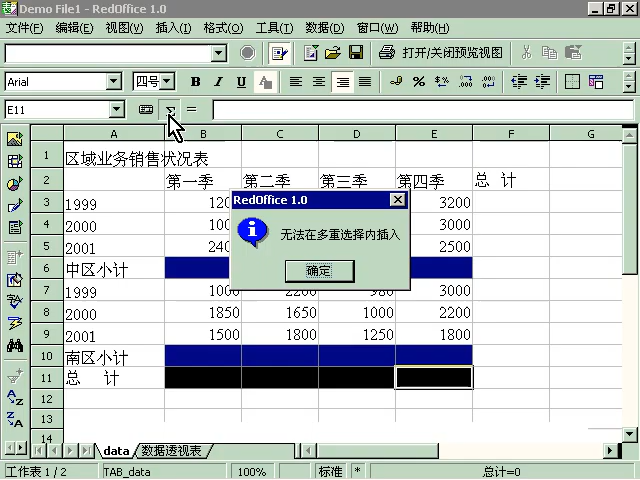 Demo File1 - RedOffice 1.0
文件(F) 编辑(E) 视图(V) 插入(I) 格式(O) 工具(T) 数据(D) 窗口(W) 帮助(H)
打开/关闭预览视图
Arial 四号 B I U A
E11 Σ =
A B C D E F G
1 区域业务销售状况表
2 第一季 第二季 第三季 第四季 总 计
3 1999 3200
4 2000 3000
5 2001 2500
6 中区小计
7 1999 1000 2200 980 3000
8 2000 1850 1650 1000 2200
9 2001 1500 1800 1250 1800
10 南区小计
11 总 计
12
13
14
RedOffice 1.0
无法在多重选择内插入
确定
data 数据透视表
工作表 1 / 2 TAB_data 100% 标准 * 总计=0